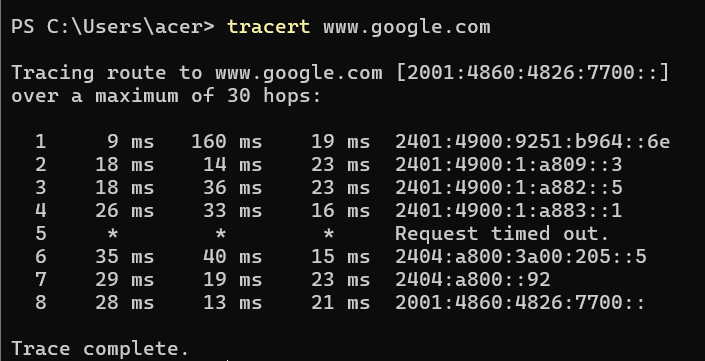 PS C:\Users\acer> tracert www.google.com
Tracing route to www.google.com [2001:4860:4826:7700::]
over a maximum of 30 hops:
1 9 ms 160 ms 19 ms 2401:4900:9251:b964::6e
2 18 ms 14 ms 23 ms 2401:4900:1:a809::3
3 18 ms 36 ms 23 ms 2401:4900:1:a882::5
4 26 ms 33 ms 16 ms 2401:4900:1:a883::1
5 * * * Request timed out.
6 35 ms 40 ms 15 ms 2404:a800:3a00:205::5
7 29 ms 19 ms 23 ms 2404:a800::92
8 28 ms 13 ms 21 ms 2001:4860:4826:7700::
Trace complete.